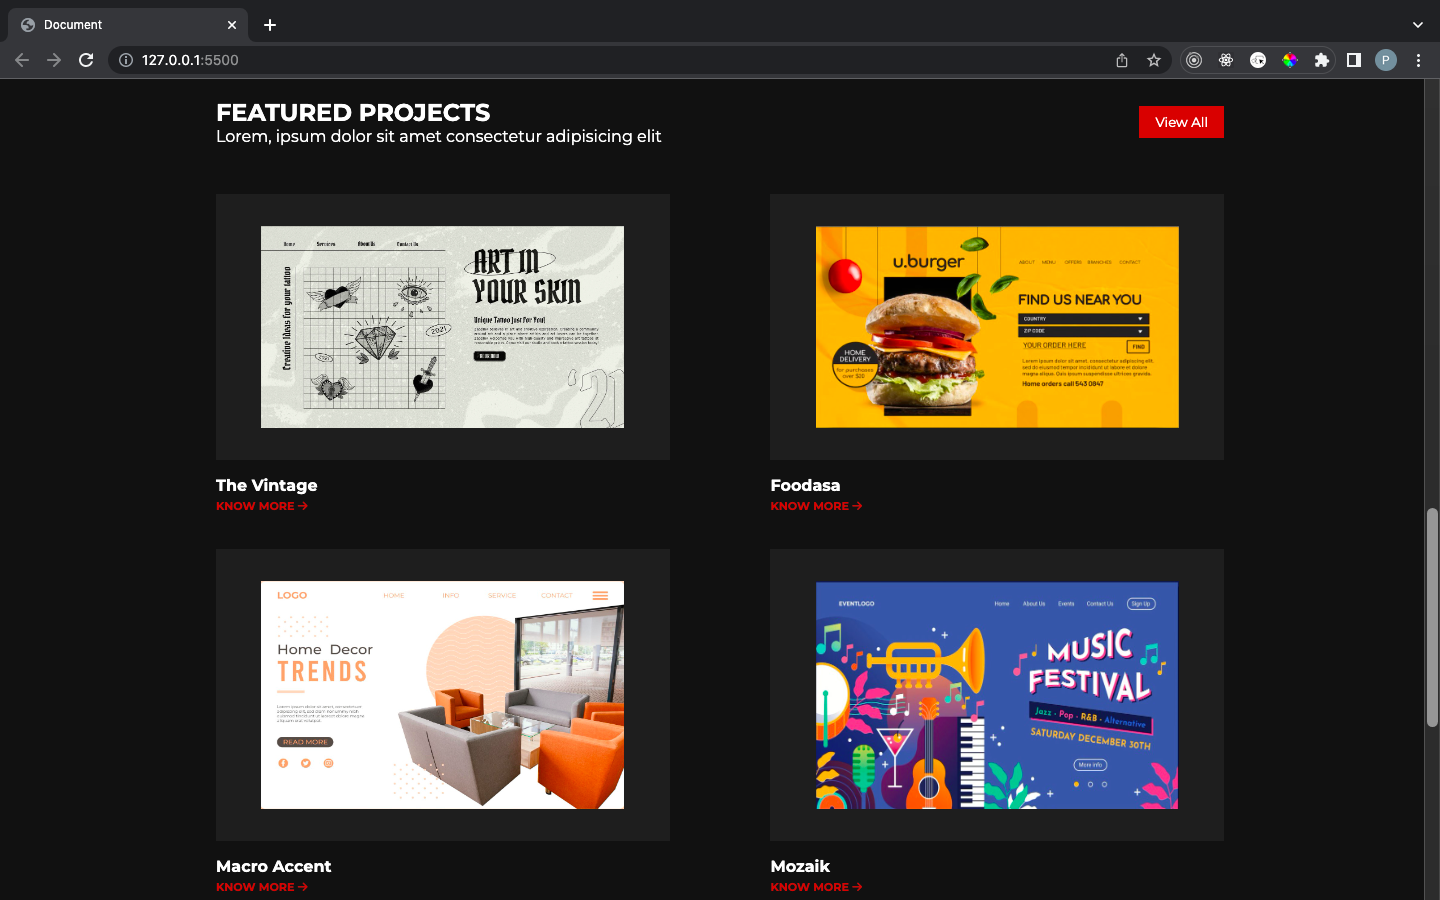 Document
127.0.0.1:5500
P
FEATURED PROJECTS
Lorem, ipsum dolor sit amet consectetur adipisicing elit
View All
Home Services About Us Contact Us
Creative Ideas for your tattoo
2021
ART IN
YOUR SKIN
Unique Tattoo Just For You!
'21
The Vintage
KNOW MORE →
u.burger
ABOUT MENU OFFERS BRANCHES CONTACT
FIND US NEAR YOU
COUNTRY
ZIP CODE
YOUR ORDER HERE
FIND
HOME
DELIVERY
for purchases
over $20
Lorem ipsum dolor sit amet, consectetur adipiscing elit,
sed do eiusmod tempor incididunt ut labore et dolore
magna aliqua. Quis ipsum suspendisse ultrices gravida.
Home orders call 543 0847
Foodasa
KNOW MORE →
LOGO
HOME INFO SERVICE CONTACT
Home Decor
TRENDS
READ MORE
Macro Accent
KNOW MORE →
EVENTLOGO
Home About Us Events Contact Us Sign Up
MUSIC
FESTIVAL
Jazz · Pop · R&B · Alternative
SATURDAY DECEMBER 30TH
More info
Mozaik
KNOW MORE →